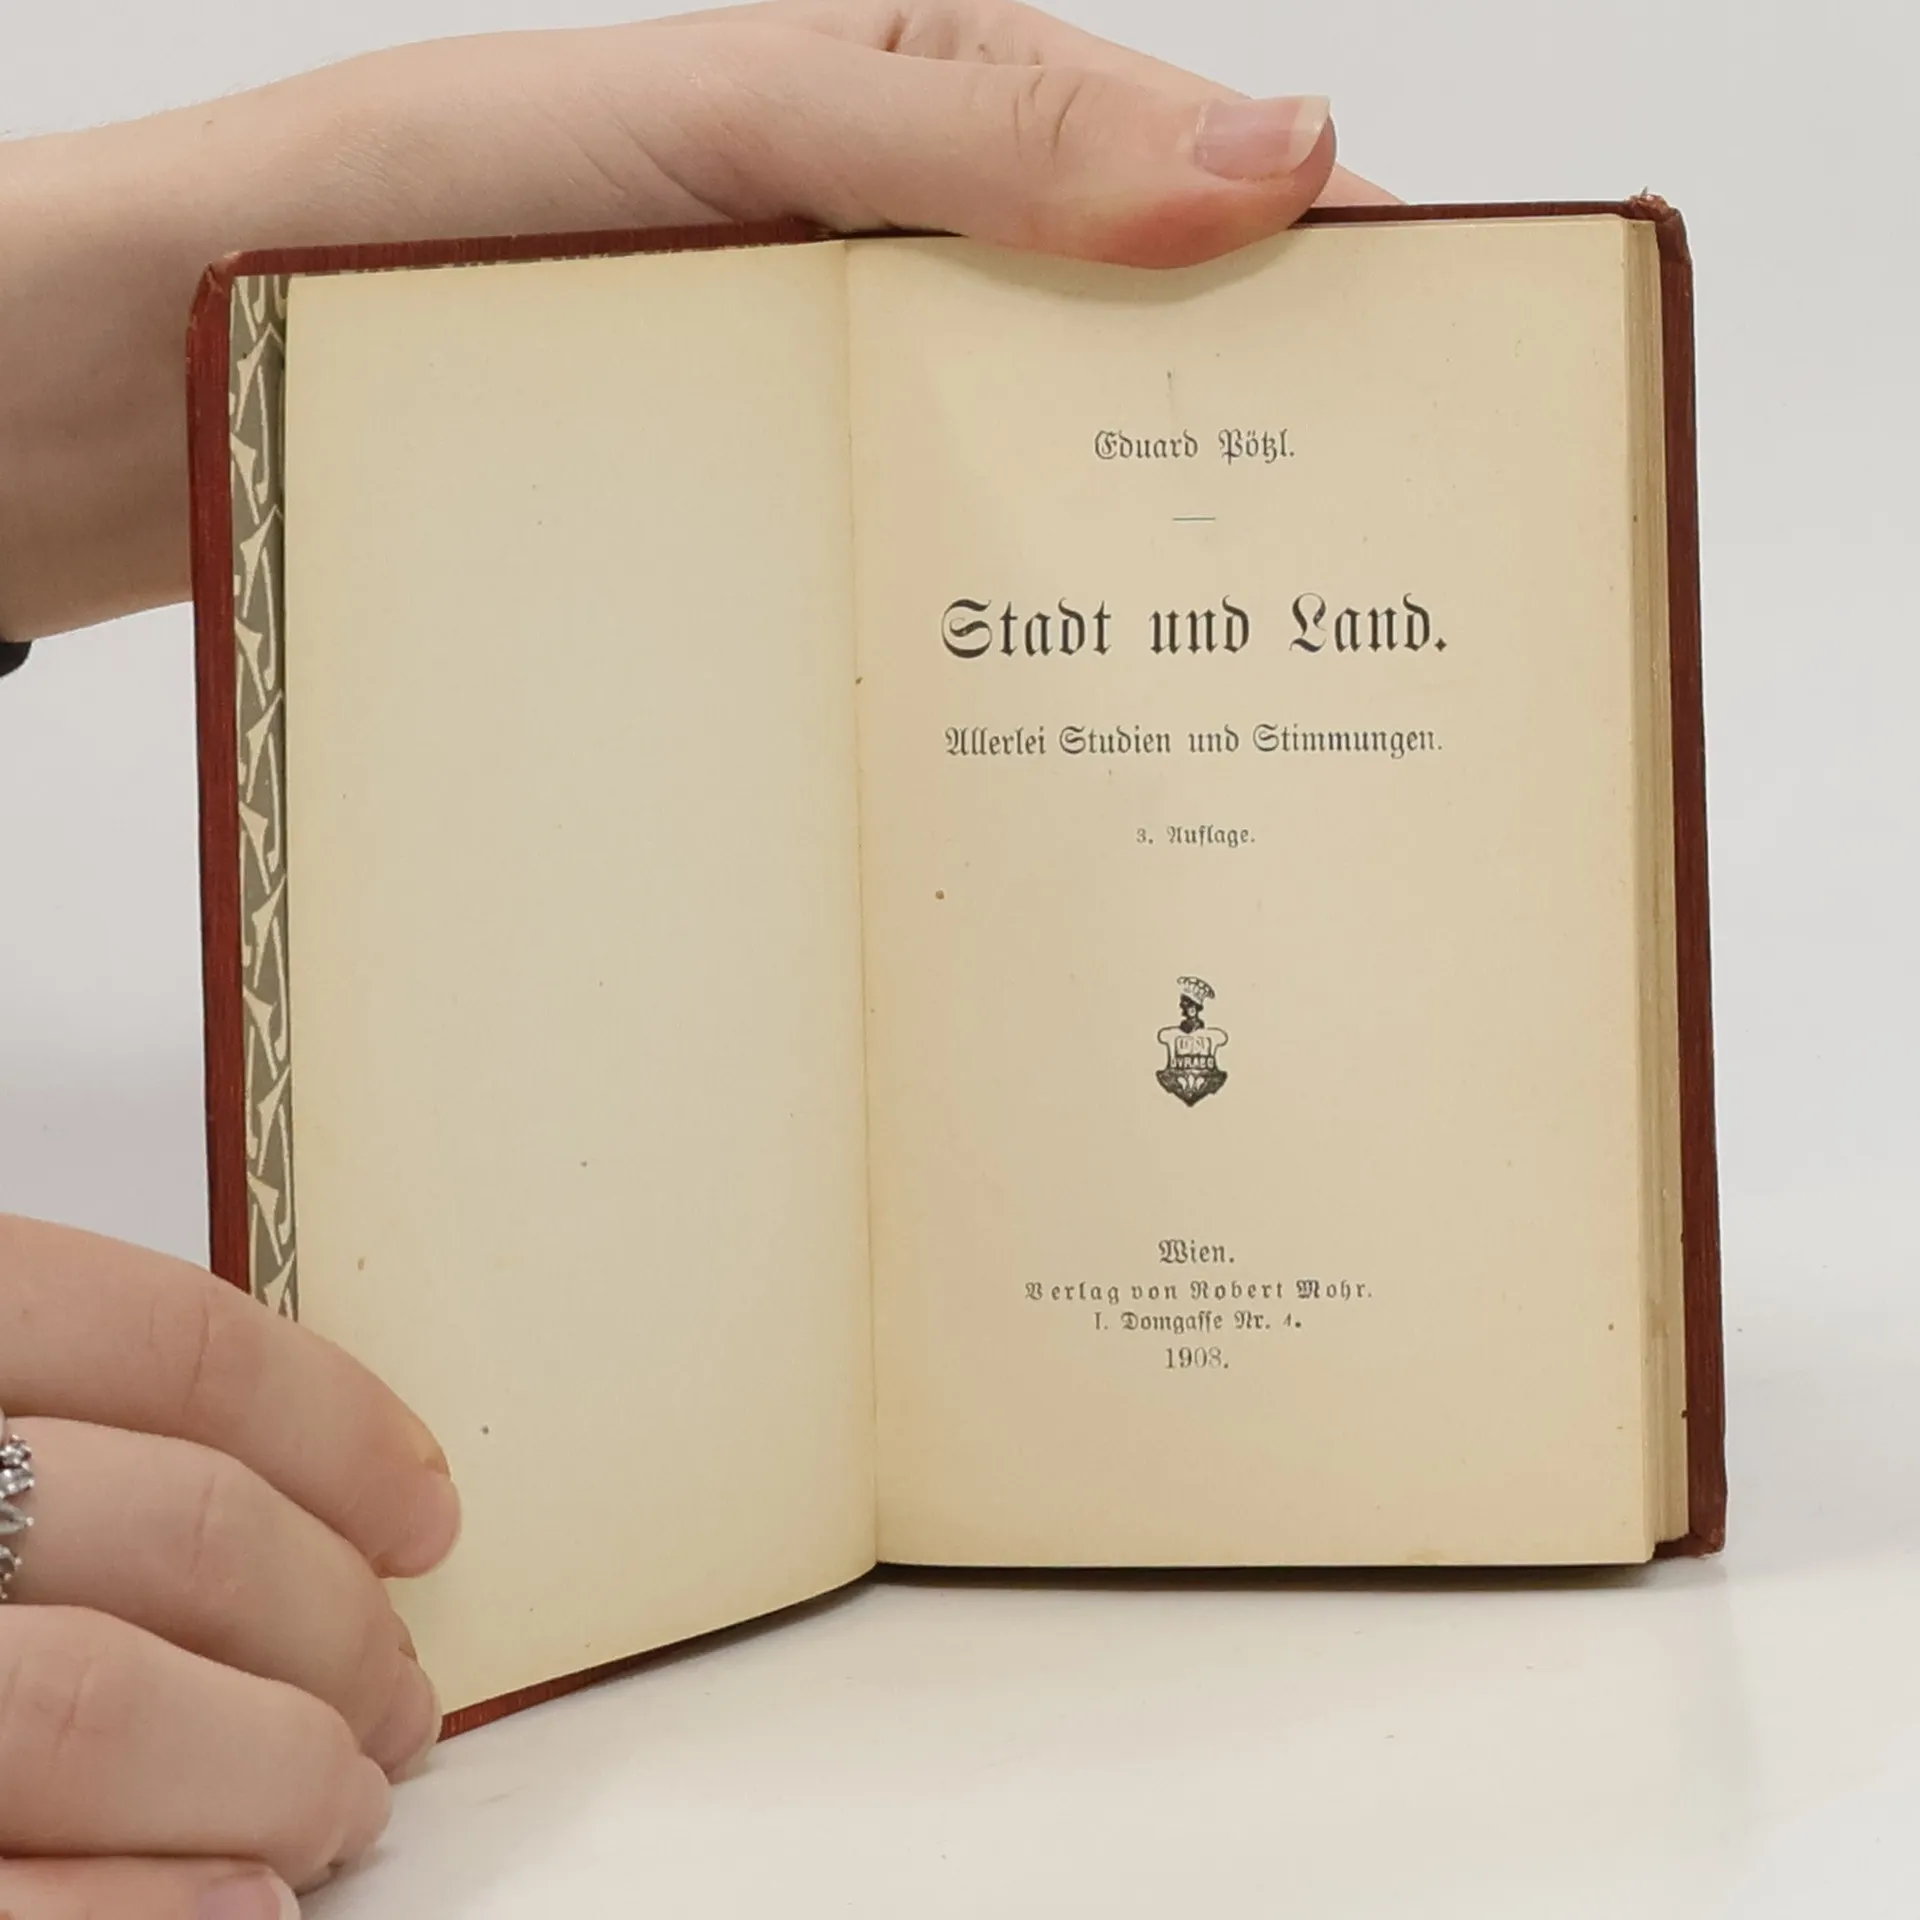 Eduard Pötzl.
Stadt und Land.
Allerlei Studien und Stimmungen.
3. Auflage.
Wien.
Verlag von Robert Mohr.
I. Domgasse Nr. 4.
1908.